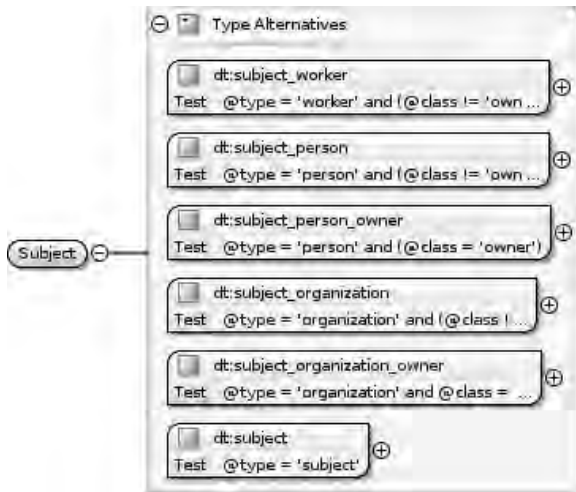 Type Alternatives
dt:subject_worker
Test @type = 'worker' and (@class != 'own ...
dt:subject_person
Test @type = 'person' and (@class != 'own ...
dt:subject_person_owner
Test @type = 'person' and (@class = 'owner')
Subject
dt:subject_organization
Test @type = 'organization' and (@class ! ...
dt:subject_organization_owner
Test @type = 'organization' and @class = ...
dt:subject
Test @type = 'subject'